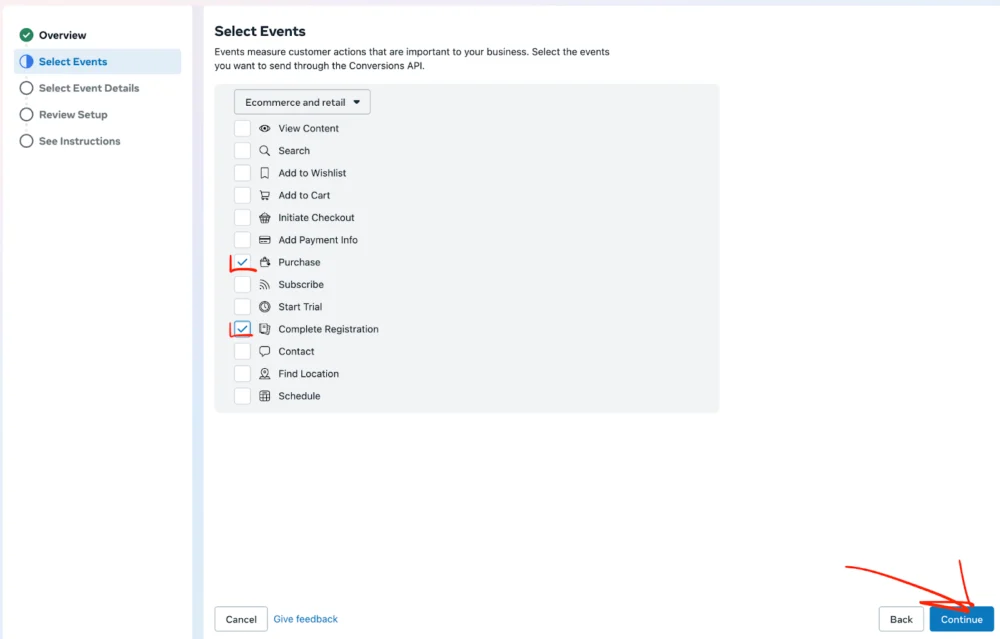 Overview
Select Events
Select Event Details
Review Setup
See Instructions
Select Events
Events measure customer actions that are important to your business. Select the events
you want to send through the Conversions API.
Ecommerce and retail
View Content
Search
Add to Wishlist
Add to Cart
Initiate Checkout
Add Payment Info
Purchase
Subscribe
Start Trial
Complete Registration
Contact
Find Location
Schedule
Cancel Give feedback Back Continue